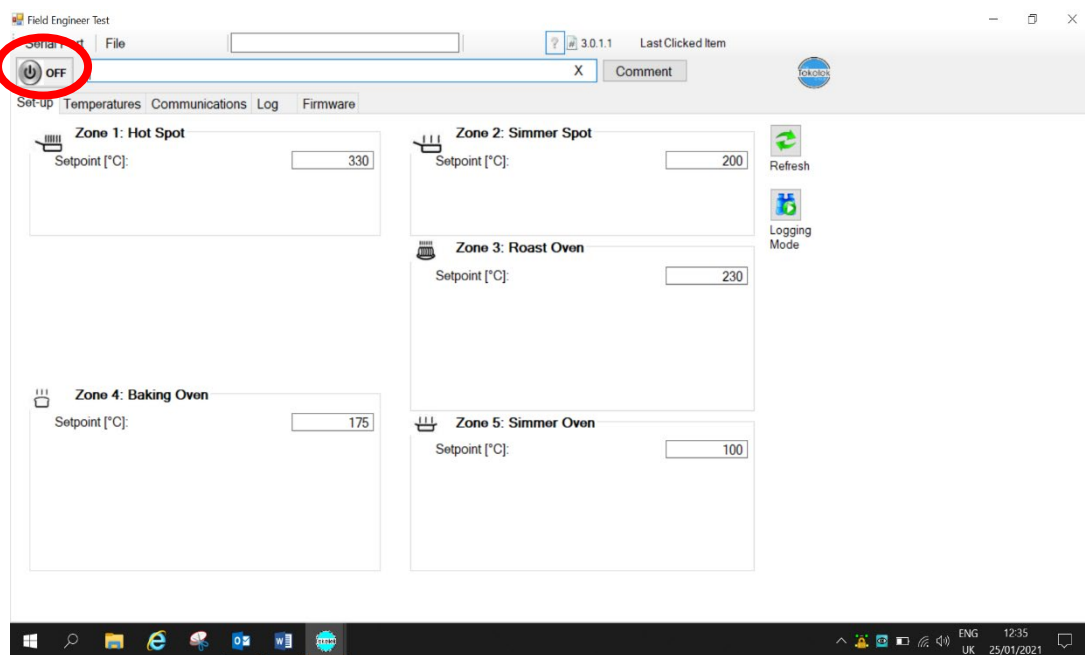 Field Engineer Test
Serial Port File ? # 3.0.1.1 Last Clicked Item
OFF X Comment Tokolok
Set-up Temperatures Communications Log Firmware
Zone 1: Hot Spot
Setpoint [°C]: 330
Zone 2: Simmer Spot
Setpoint [°C]: 200
Refresh
Logging
Mode
Zone 3: Roast Oven
Setpoint [°C]: 230
Zone 4: Baking Oven
Setpoint [°C]: 175
Zone 5: Simmer Oven
Setpoint [°C]: 100
ENG 12:35
UK 25/01/2021